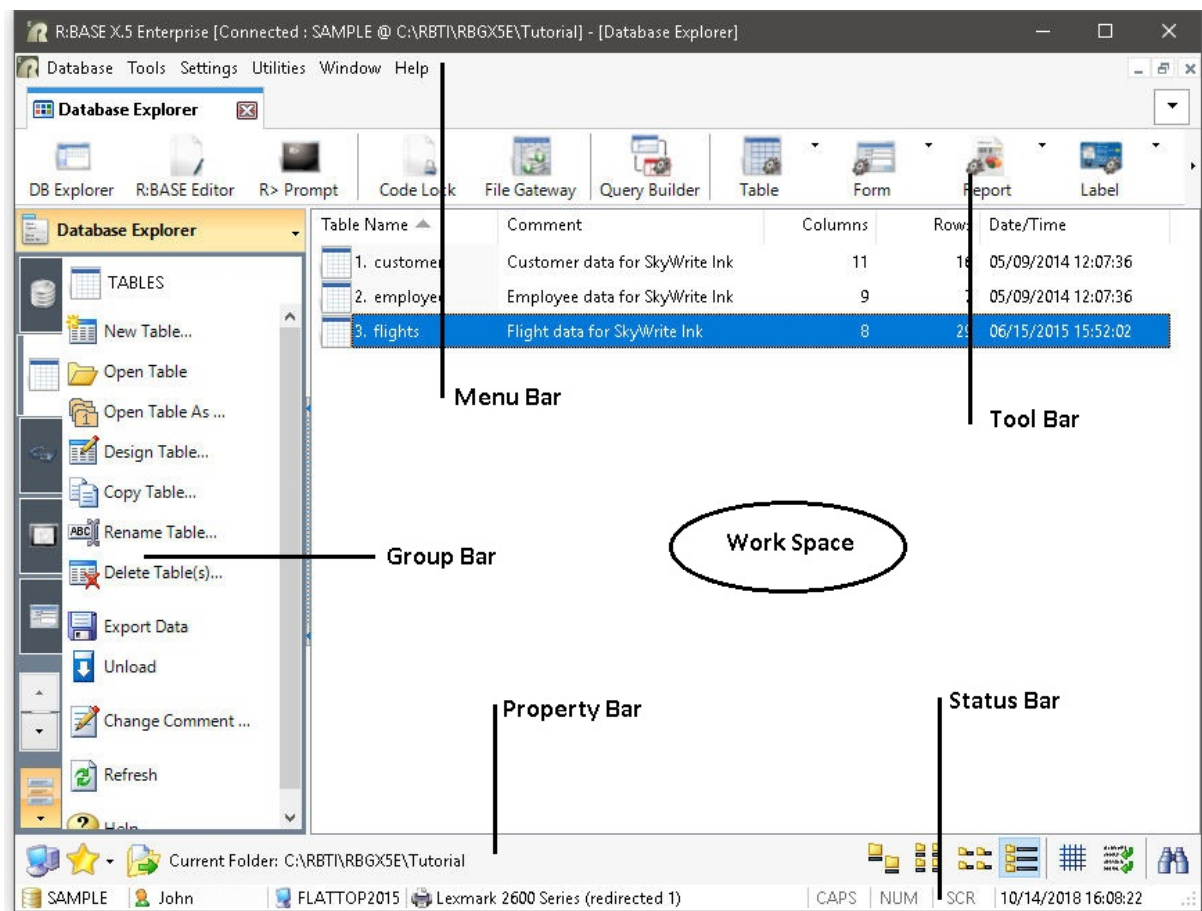 R:BASE X.5 Enterprise [Connected : SAMPLE @ C:\RBTI\RBGX5E\Tutorial] - [Database Explorer]
Database Tools Settings Utilities Window Help
Database Explorer
DB Explorer R:BASE Editor R> Prompt Code Lock File Gateway Query Builder Table Form Report Label
Database Explorer
Table Name Comment Columns Rows Date/Time
1. customer Customer data for SkyWrite Ink 11 16 05/09/2014 12:07:36
2. employee Employee data for SkyWrite Ink 9 7 05/09/2014 12:07:36
3. flights Flight data for SkyWrite Ink 8 29 06/15/2015 15:52:02
TABLES
New Table...
Open Table
Open Table As ...
Design Table...
Copy Table...
ABC Rename Table...
Delete Table(s)...
Export Data
Unload
Change Comment ...
Refresh
Help
Menu Bar
Tool Bar
Group Bar
Work Space
Property Bar
Status Bar
Current Folder: C:\RBTI\RBGX5E\Tutorial
SAMPLE John FLATTOP2015 Lexmark 2600 Series (redirected 1) CAPS NUM SCR 10/14/2018 16:08:22